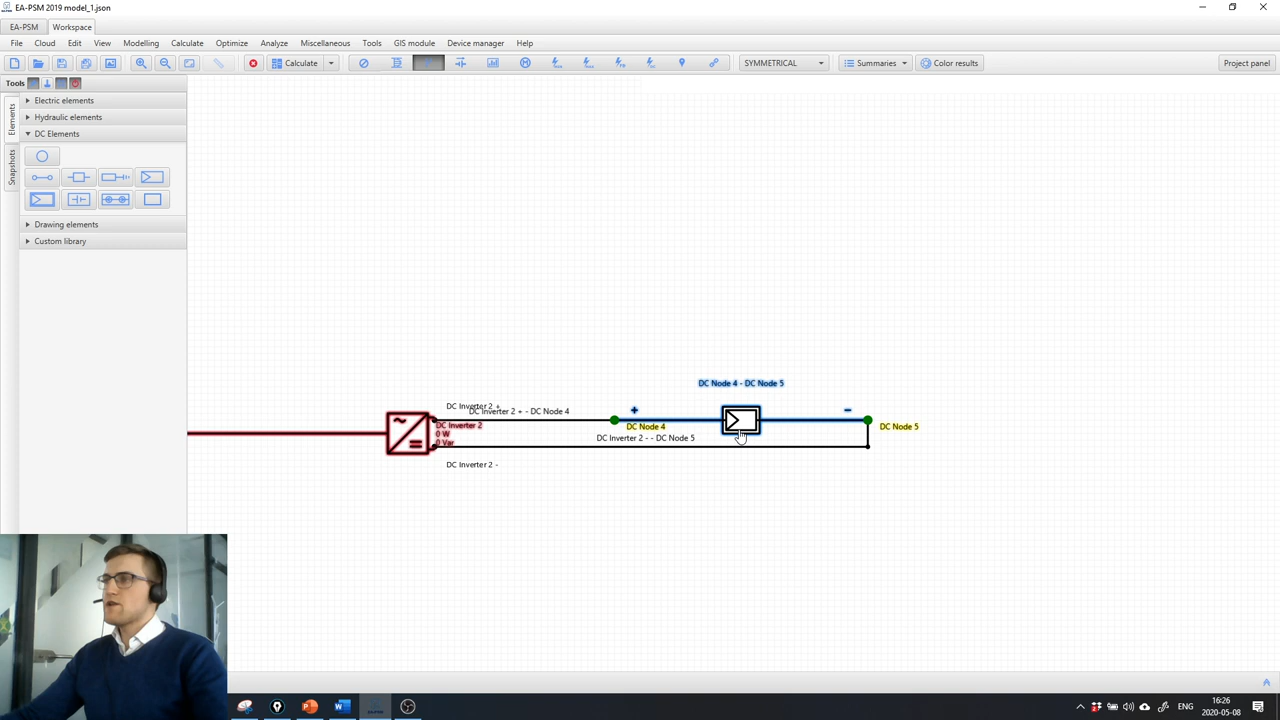 EA-PSM 2019 model_1.json
EA-PSM Workspace
File Cloud Edit View Modelling Calculate Optimize Analyze Miscellaneous Tools GIS module Device manager Help
Calculate SYMMETRICAL Summaries Color results Project panel
Tools
Elements
Snapshots
Electric elements
Hydraulic elements
DC Elements
Drawing elements
Custom library
DC Node 4 - DC Node 5
+ −
DC Inverter 2 +
DC Inverter 2 + - DC Node 4
DC Inverter 2
0 W
0 Var
DC Node 4
DC Node 5
DC Inverter 2 - - DC Node 5
DC Inverter 2 -
ENG
16:26
2020-05-08